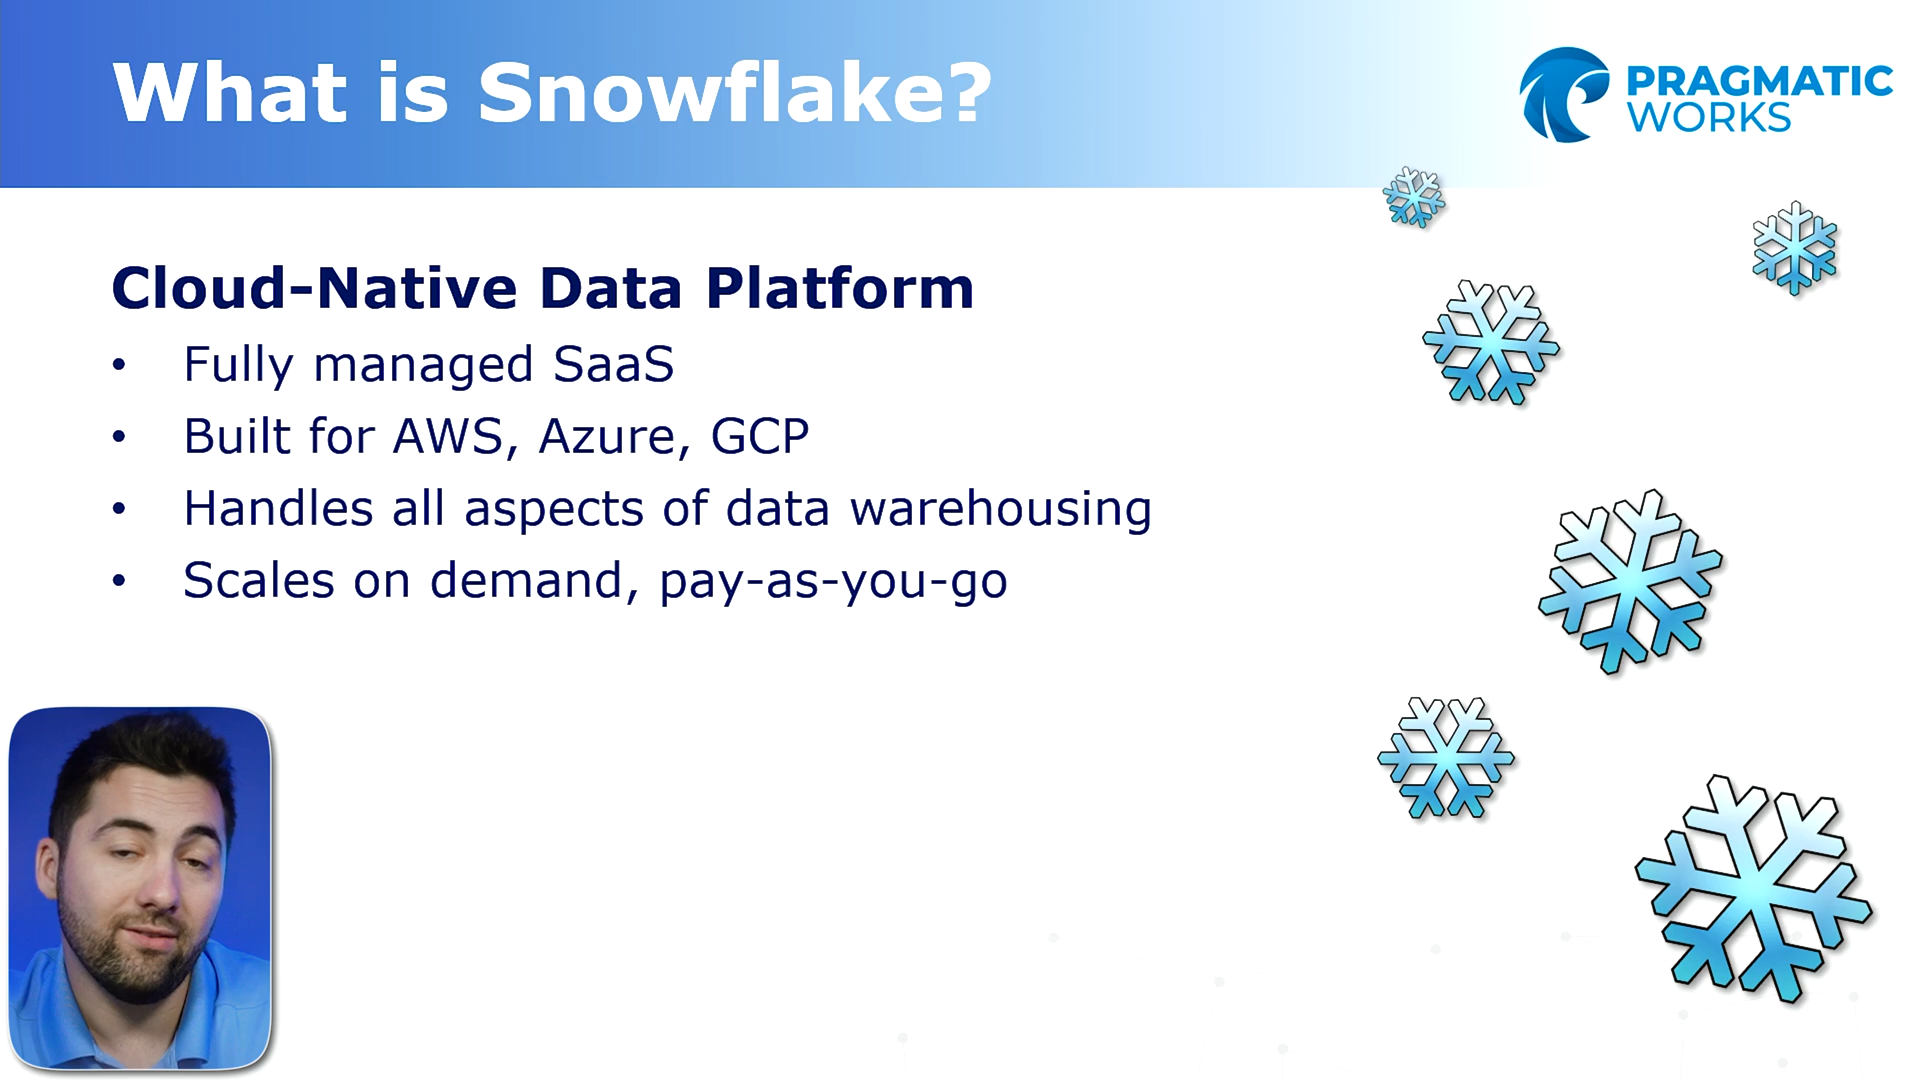 What is Snowflake?
PRAGMATIC
WORKS
Cloud-Native Data Platform
• Fully managed SaaS
• Built for AWS, Azure, GCP
• Handles all aspects of data warehousing
• Scales on demand, pay-as-you-go